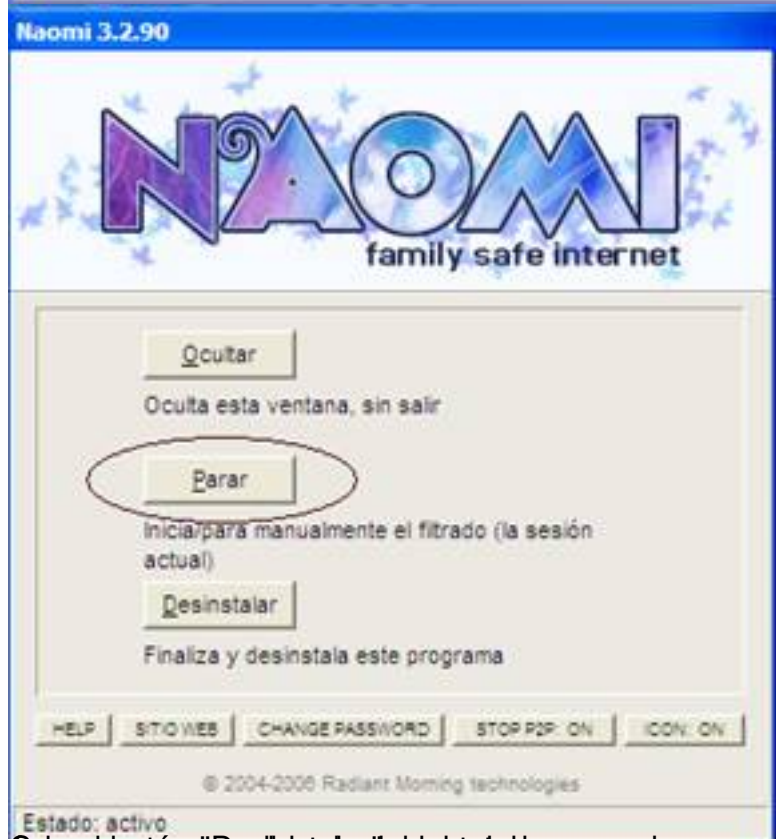 Naomi 3.2.90
NAOMI
family safe internet
Ocultar
Oculta esta ventana, sin salir
Parar
Inicia/para manualmente el filtrado (la sesión
actual)
Desinstalar
Finaliza y desinstala este programa
HELP SITIO WEB CHANGE PASSWORD STOP P2P: ON ICON: ON
© 2004-2006 Radiant Morning technologies
Estado: activo